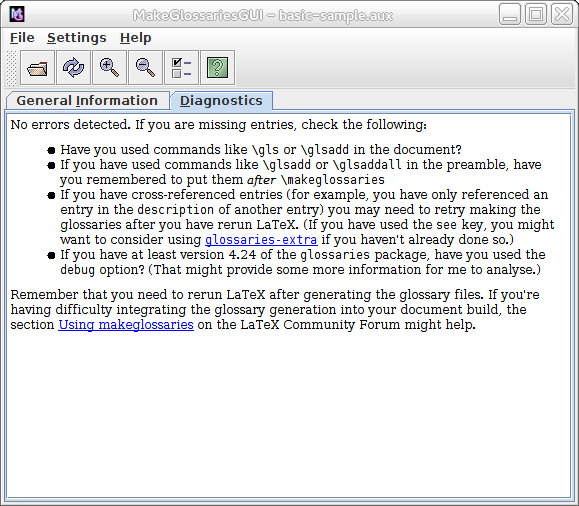 MakeGlossariesGUI - basic-sample.aux
File Settings Help
General Information Diagnostics
No errors detected. If you are missing entries, check the following:
● Have you used commands like \gls or \glsadd in the document?
● If you have used commands like \glsadd or \glsaddall in the preamble, have
you remembered to put them after \makeglossaries
● If you have cross-referenced entries (for example, you have only referenced an
entry in the description of another entry) you may need to retry making the
glossaries after you have rerun LaTeX. (If you have used the see key, you might
want to consider using glossaries-extra if you haven't already done so.)
● If you have at least version 4.24 of the glossaries package, have you used the
debug option? (That might provide some more information for me to analyse.)
Remember that you need to rerun LaTeX after generating the glossary files. If you're
having difficulty integrating the glossary generation into your document build, the
section Using makeglossaries on the LaTeX Community Forum might help.